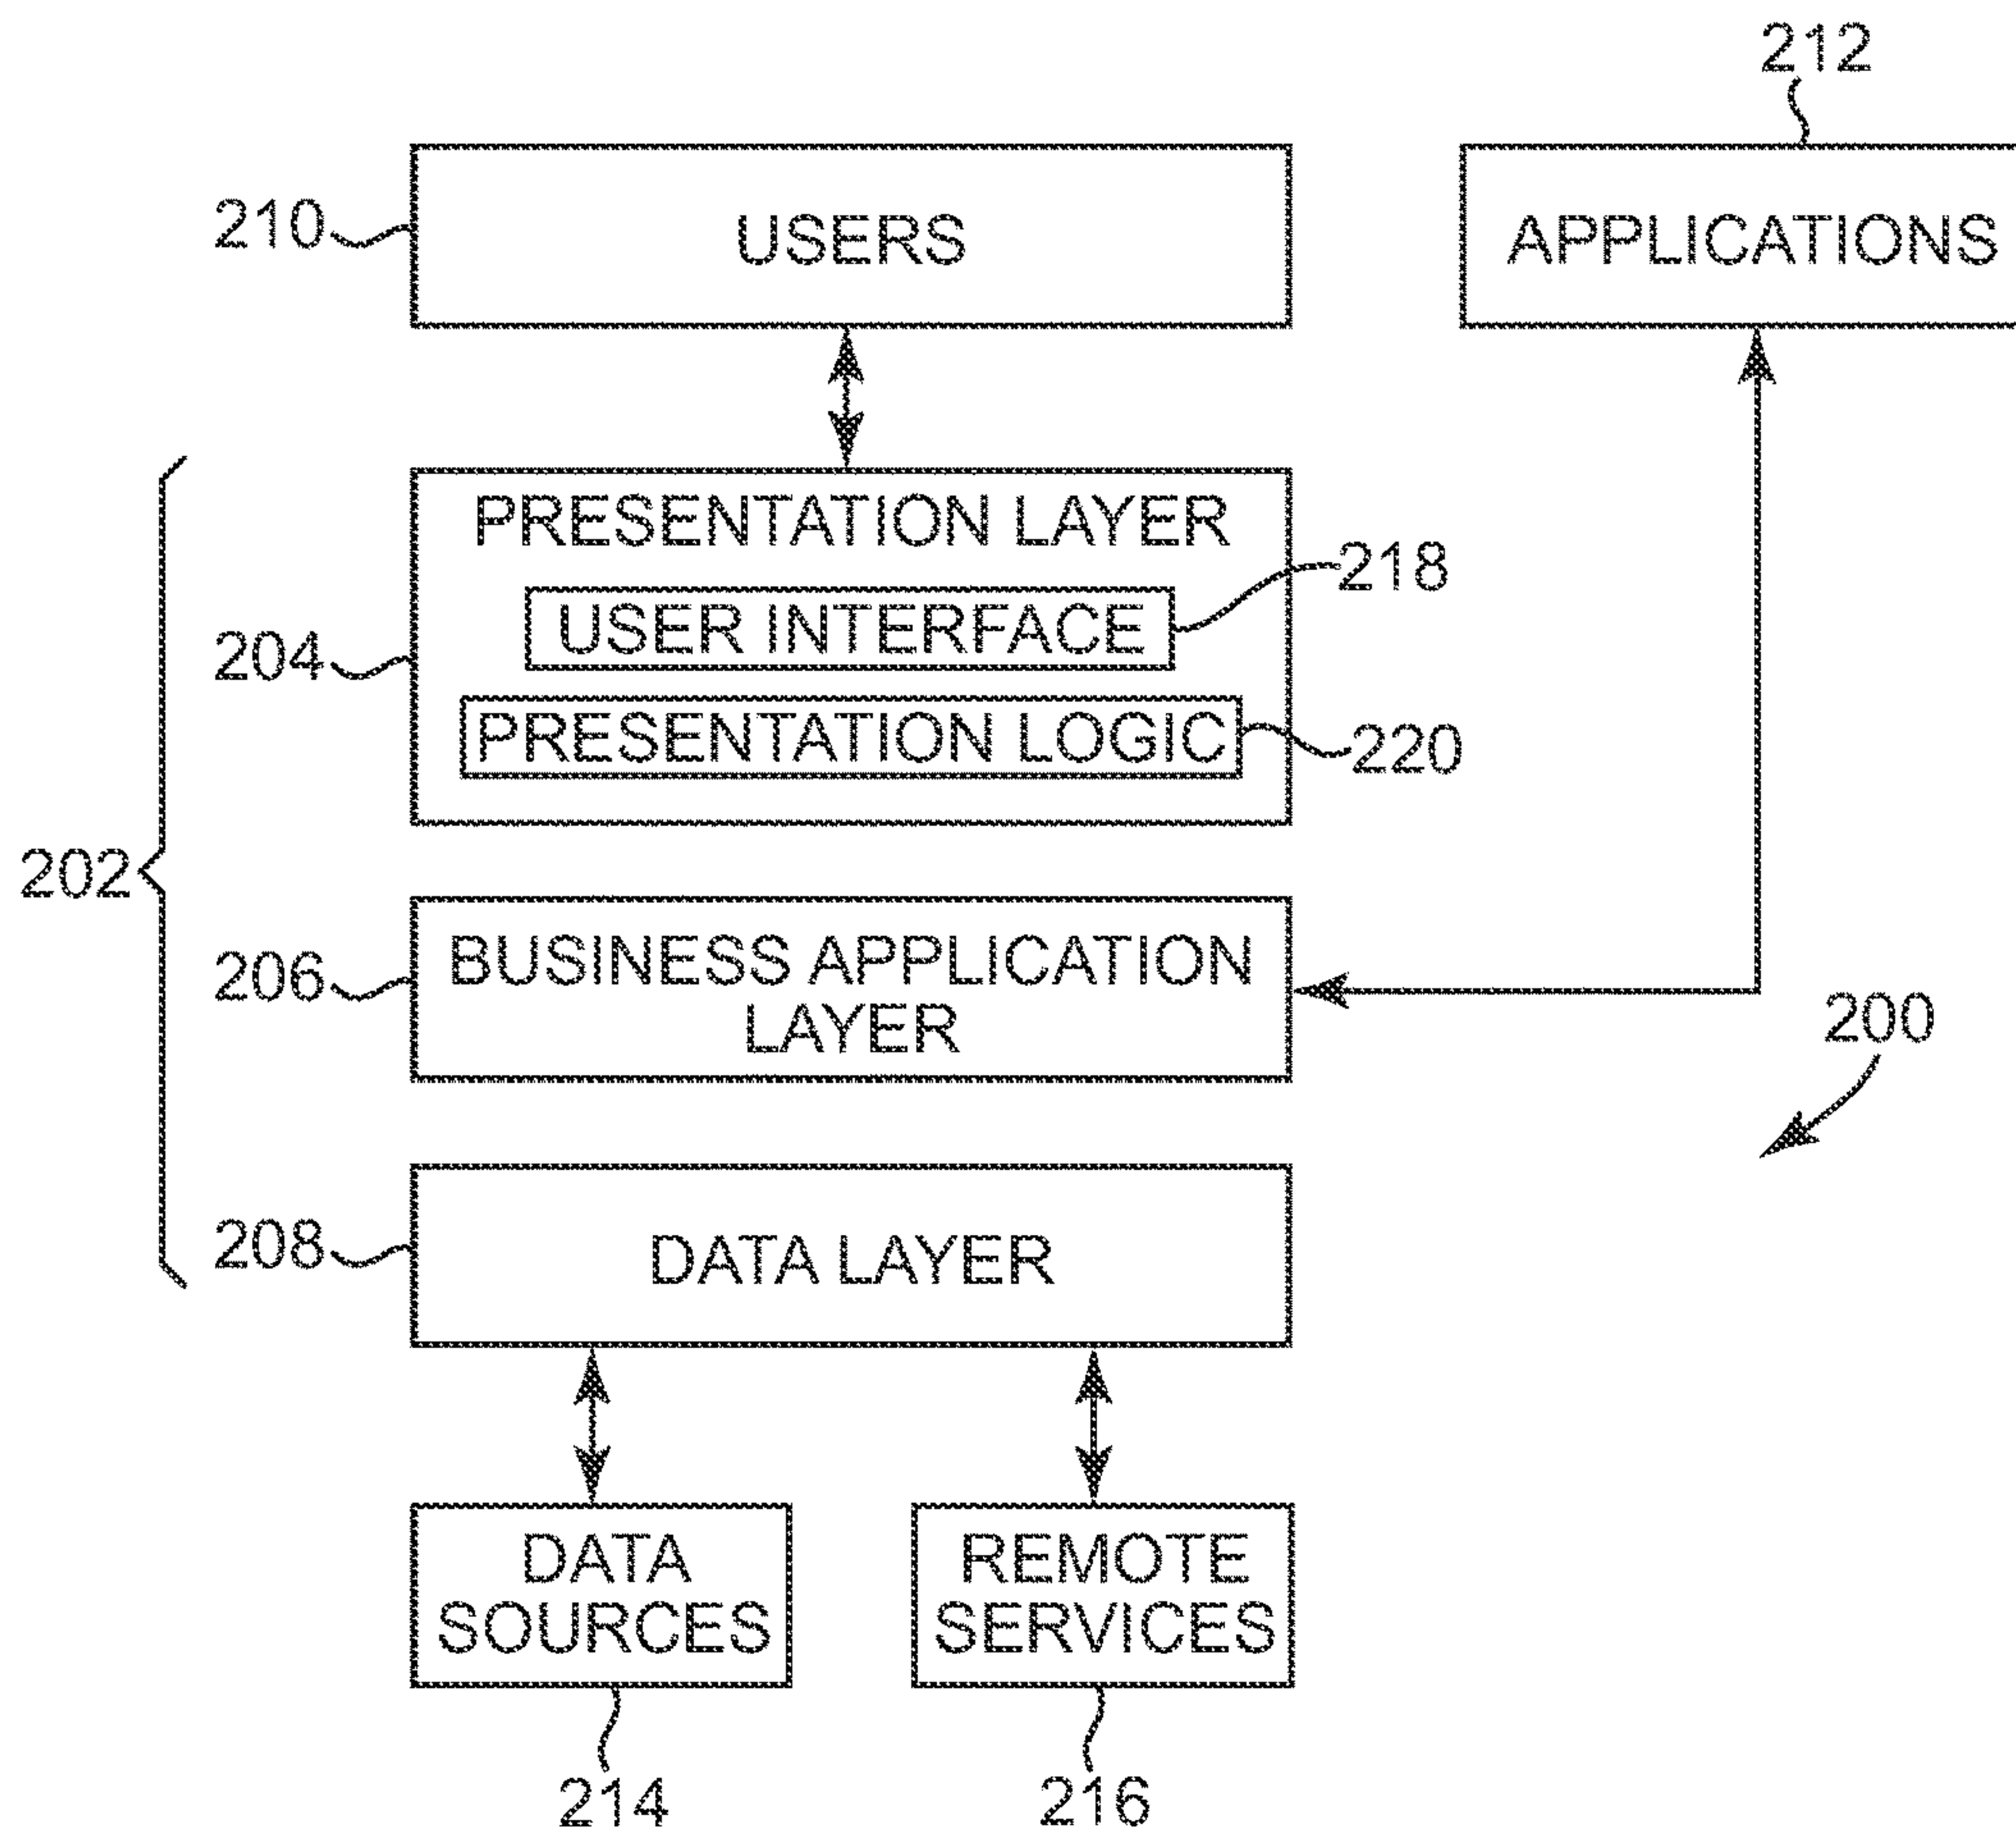 212
210
USERS
APPLICATIONS
PRESENTATION LAYER
218
USER INTERFACE
204
PRESENTATION LOGIC
220
202
206
BUSINESS APPLICATION
LAYER
200
208
DATA LAYER
DATA
SOURCES
REMOTE
SERVICES
214
216